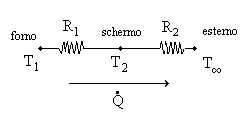 forno R₁ schermo R₂ esterno
T₁ T₂ T∞
Q̇